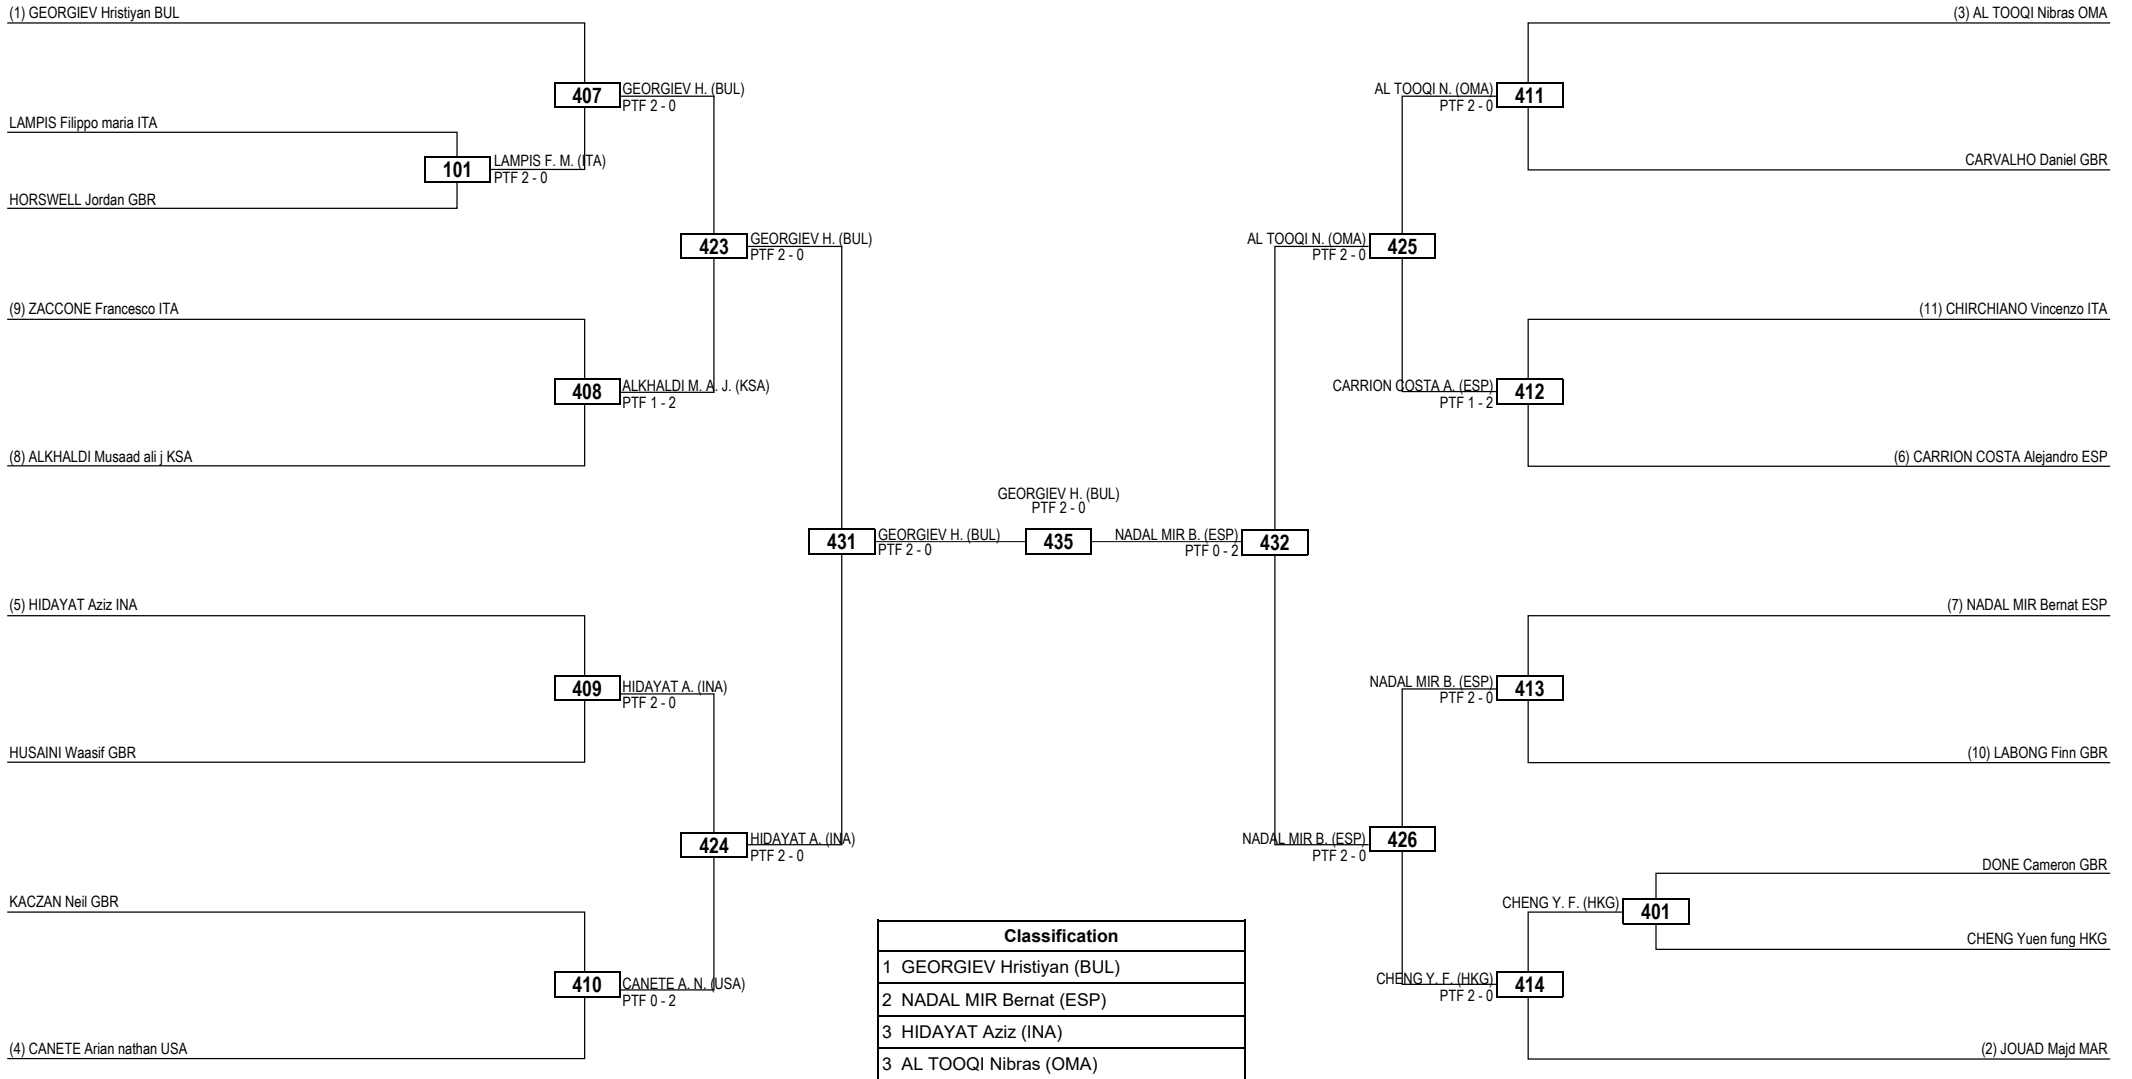 (1) GEORGIEV Hristiyan BUL
407
GEORGIEV H. (BUL)
PTF 2 - 0
LAMPIS Filippo maria ITA
101
LAMPIS F. M. (ITA)
PTF 2 - 0
HORSWELL Jordan GBR
423
GEORGIEV H. (BUL)
PTF 2 - 0
(9) ZACCONE Francesco ITA
408
ALKHALDI M. A. J. (KSA)
PTF 1 - 2
(8) ALKHALDI Musaad ali j KSA
431
GEORGIEV H. (BUL)
PTF 2 - 0
(5) HIDAYAT Aziz INA
409
HIDAYAT A. (INA)
PTF 2 - 0
HUSAINI Waasif GBR
424
HIDAYAT A. (INA)
PTF 2 - 0
KACZAN Neil GBR
410
CANETE A. N. (USA)
PTF 0 - 2
(4) CANETE Arian nathan USA
GEORGIEV H. (BUL)
PTF 2 - 0
435
(3) AL TOOQI Nibras OMA
AL TOOQI N. (OMA)
PTF 2 - 0
411
CARVALHO Daniel GBR
AL TOOQI N. (OMA)
PTF 2 - 0
425
(11) CHIRCHIANO Vincenzo ITA
CARRION COSTA A. (ESP)
PTF 1 - 2
412
(6) CARRION COSTA Alejandro ESP
NADAL MIR B. (ESP)
PTF 0 - 2
432
(7) NADAL MIR Bernat ESP
NADAL MIR B. (ESP)
PTF 2 - 0
413
(10) LABONG Finn GBR
NADAL MIR B. (ESP)
PTF 2 - 0
426
DONE Cameron GBR
CHENG Y. F. (HKG)
401
CHENG Yuen fung HKG
CHENG Y. F. (HKG)
PTF 2 - 0
414
(2) JOUAD Majd MAR
Classification
1 GEORGIEV Hristiyan (BUL)
2 NADAL MIR Bernat (ESP)
3 HIDAYAT Aziz (INA)
3 AL TOOQI Nibras (OMA)